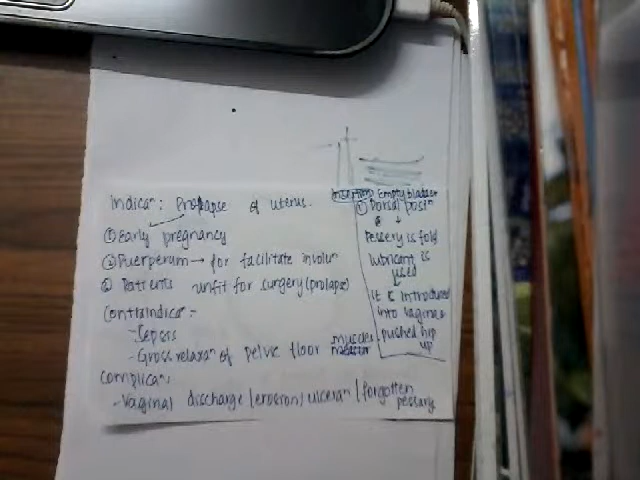 Indican: Prolapse of uterus.
① Early pregnancy
② Puerperum → for facilitate involun
③ Patients unfit for surgery (prolapse)
Contraindican:-
- Sepsis
- Gross relaxan of pelvic floor muscles
Complican:
- Vaginal discharge / erosion / ulceran / forgotten
pessary
Insertion: Empty bladder
① Dorsal posin
↓
Pessery is fold
lubricant is
used
↓
It is introduced
into vagina
pushed
up